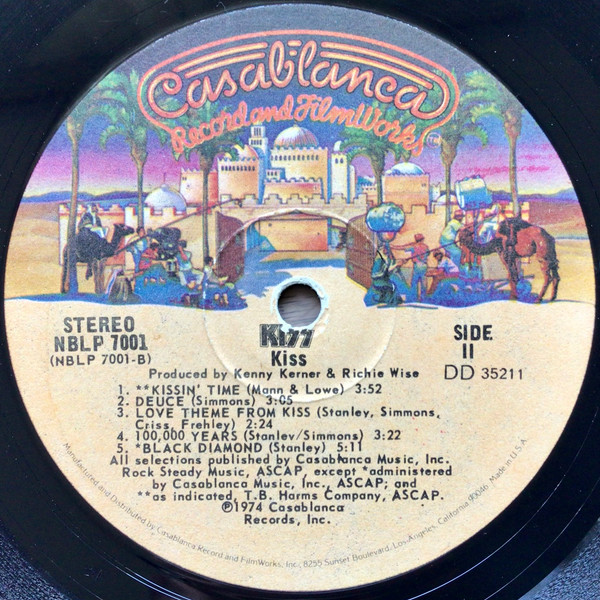 Casablanca
Record and FilmWorks TM
STEREO
NBLP 7001
(NBLP 7001-B)
KISS
Kiss
SIDE
II
DD 35211
Produced by Kenny Kerner & Richie Wise
1. **KISSIN' TIME (Mann & Lowe) 3:52
2. DEUCE (Simmons) 3:05
3. LOVE THEME FROM KISS (Stanley, Simmons,
Criss, Frehley) 2:24
4. 100,000 YEARS (Stanley/Simmons) 3:22
5. *BLACK DIAMOND (Stanley) 5:11
All selections published by Casablanca Music, Inc.
Rock Steady Music, ASCAP, except *administered
by Casablanca Music, Inc., ASCAP; and
**as indicated, T.B. Harms Company, ASCAP.
Ⓟ1974 Casablanca
Records, Inc.
Manufactured and Distributed by Casablanca Record and FilmWorks, Inc., 8255 Sunset Boulevard, Los Angeles, California 90046 Made in U.S.A.